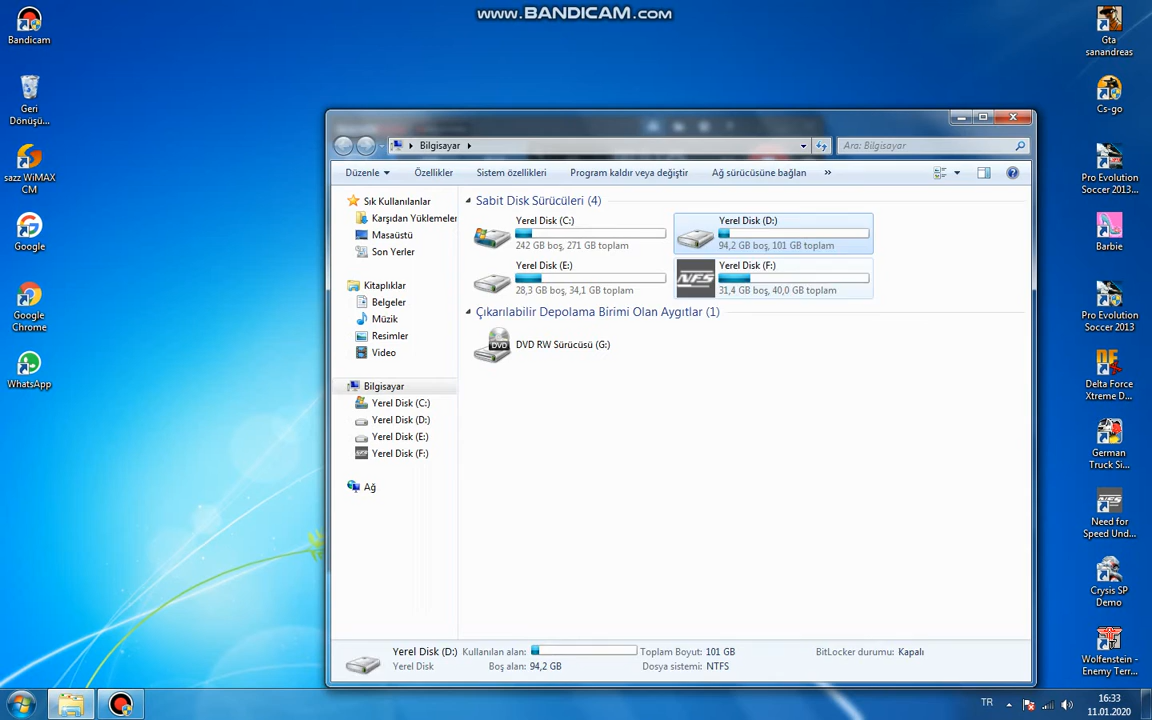 www.BANDICAM.com
Bandicam
Geri
Dönüşü...
sazz WiMAX
CM
Google
Google
Chrome
WhatsApp
Bilgisayar
Ara: Bilgisayar
Düzenle
Özellikler
Sistem özellikleri
Program kaldır veya değiştir
Ağ sürücüsüne bağlan
»
Sık Kullanılanlar
Karşıdan Yüklemeler
Masaüstü
Son Yerler
Kitaplıklar
Belgeler
Müzik
Resimler
Video
Bilgisayar
Yerel Disk (C:)
Yerel Disk (D:)
Yerel Disk (E:)
Yerel Disk (F:)
Ağ
Sabit Disk Sürücüleri (4)
Yerel Disk (C:)
242 GB boş, 271 GB toplam
Yerel Disk (D:)
94,2 GB boş, 101 GB toplam
Yerel Disk (E:)
28,3 GB boş, 34,1 GB toplam
NFS
Yerel Disk (F:)
31,4 GB boş, 40,0 GB toplam
Çıkarılabilir Depolama Birimi Olan Aygıtlar (1)
DVD
DVD RW Sürücüsü (G:)
Yerel Disk (D:) Kullanılan alan: Toplam Boyut: 101 GB BitLocker durumu: Kapalı
Yerel Disk Boş alan: 94,2 GB Dosya sistemi: NTFS
Gta
sanandreas
Cs-go
Pro Evolution
Soccer 2013...
Barbie
Pro Evolution
Soccer 2013
Delta Force
Xtreme D...
German
Truck Si...
Need for
Speed Und...
Crysis SP
Demo
Wolfenstein -
Enemy Terr...
TR
16:33
11.01.2020